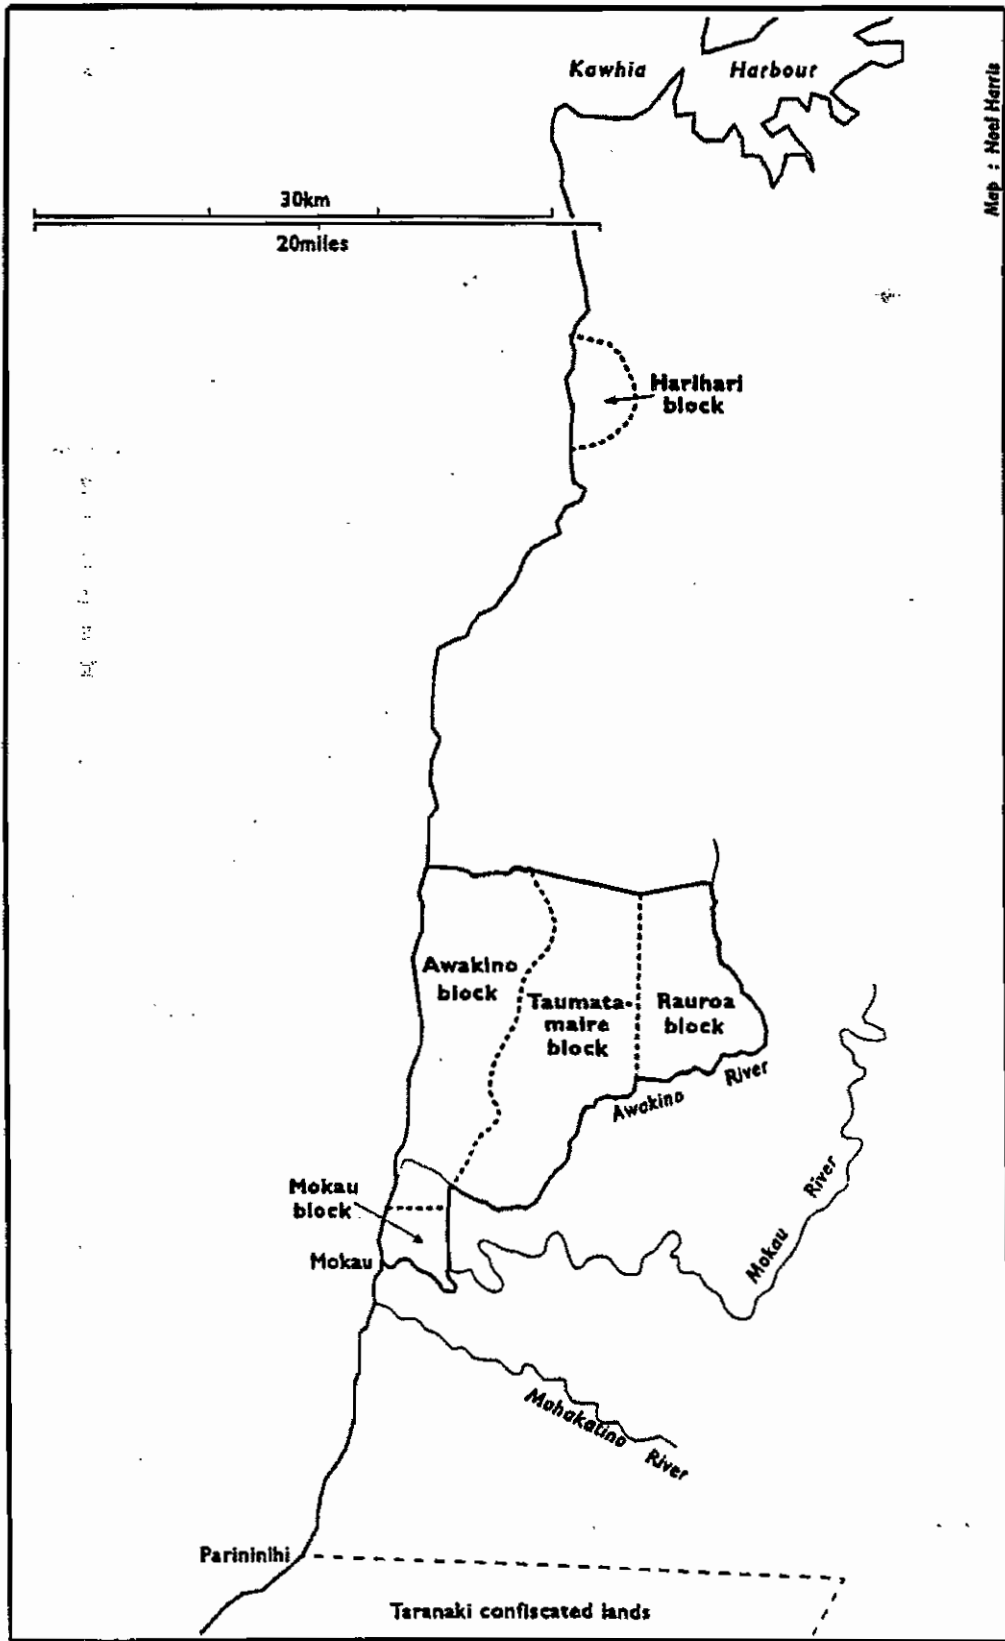 Kawhia Harbour
Map : Noel Harris
30km
20miles
Harihari
block
Awakino
block
Taumata-
maire
block
Rauroa
block
Awakino River
Mokau
block
Mokau
Mokau River
Mohakatino River
Parininihi
Taranaki confiscated lands